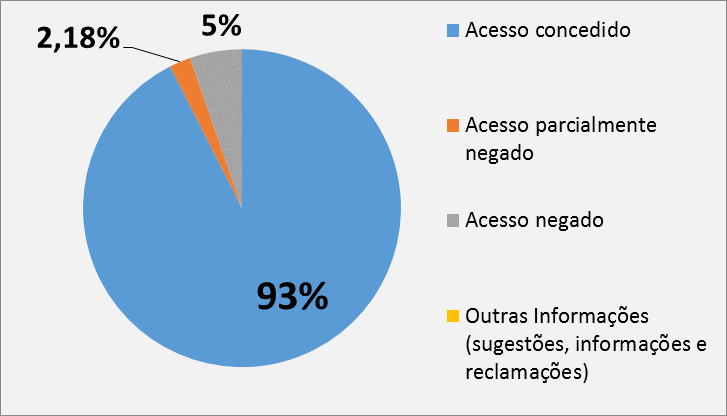 2,18%
5%
93%
Acesso concedido
Acesso parcialmente
negado
Acesso negado
Outras Informações
(sugestões, informações e
reclamações)